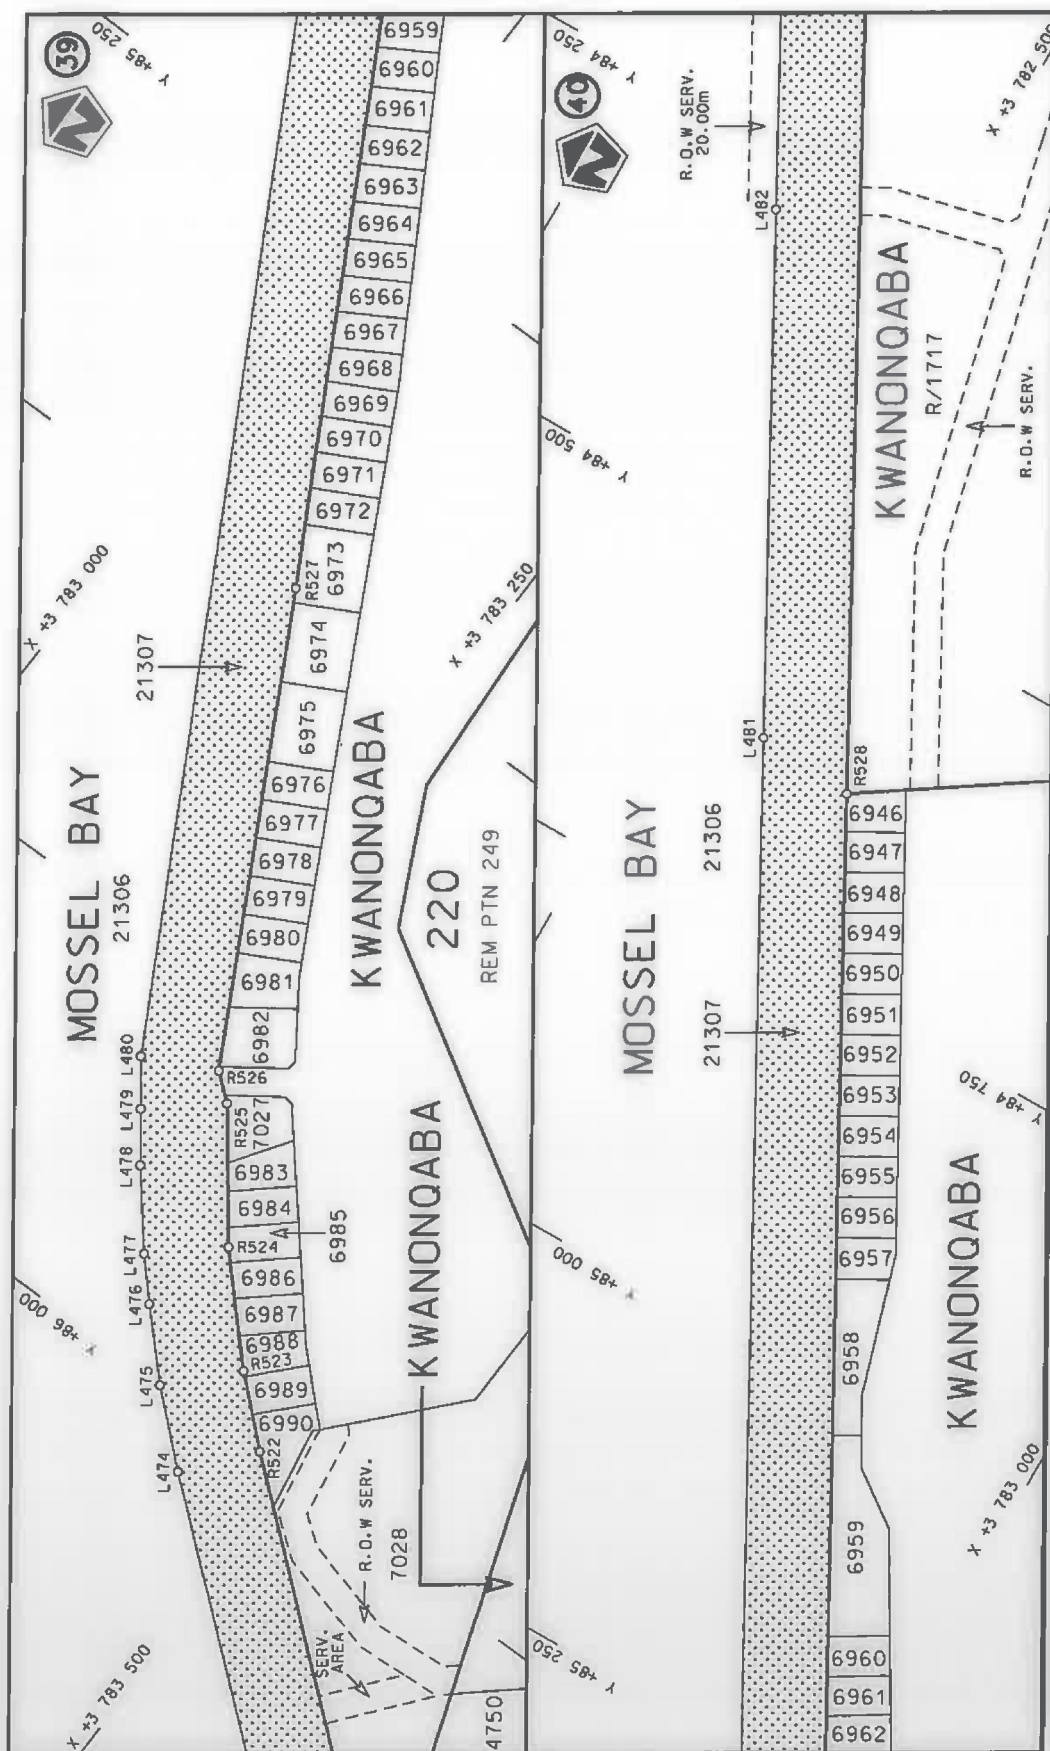 39
Y +85 250
6959
6960
6961
6962
6963
6964
6965
6966
6967
6968
6969
6970
6971
6972
6973
R527
6974
6975
6976
6977
6978
6979
6980
6981
6982
R526
R525
7027
6983
6984
6985
R524
6986
6987
6988
R523
6989
6990
R522
X +3 783 000
21307
MOSSEL BAY
21306
L480
L479
L478
L477
L476
L475
L474
Y +86 000
X +3 783 500
KWANONQABA
X +3 783 250
220
REM PTN 249
KWANONQABA
R.O.W SERV.
7028
SERV.
AREA
4750
40
Y +84 250
R.O.W SERV.
20.00m
L482
X +3 782 500
KWANONQABA
R/1717
R.O.W SERV.
Y +84 500
L481
R528
MOSSEL BAY
21306
21307
6946
6947
6948
6949
6950
6951
6952
6953
6954
6955
6956
6957
6958
6959
6960
6961
6962
Y +84 750
KWANONQABA
X +3 783 000
Y +85 000
Y +85 250